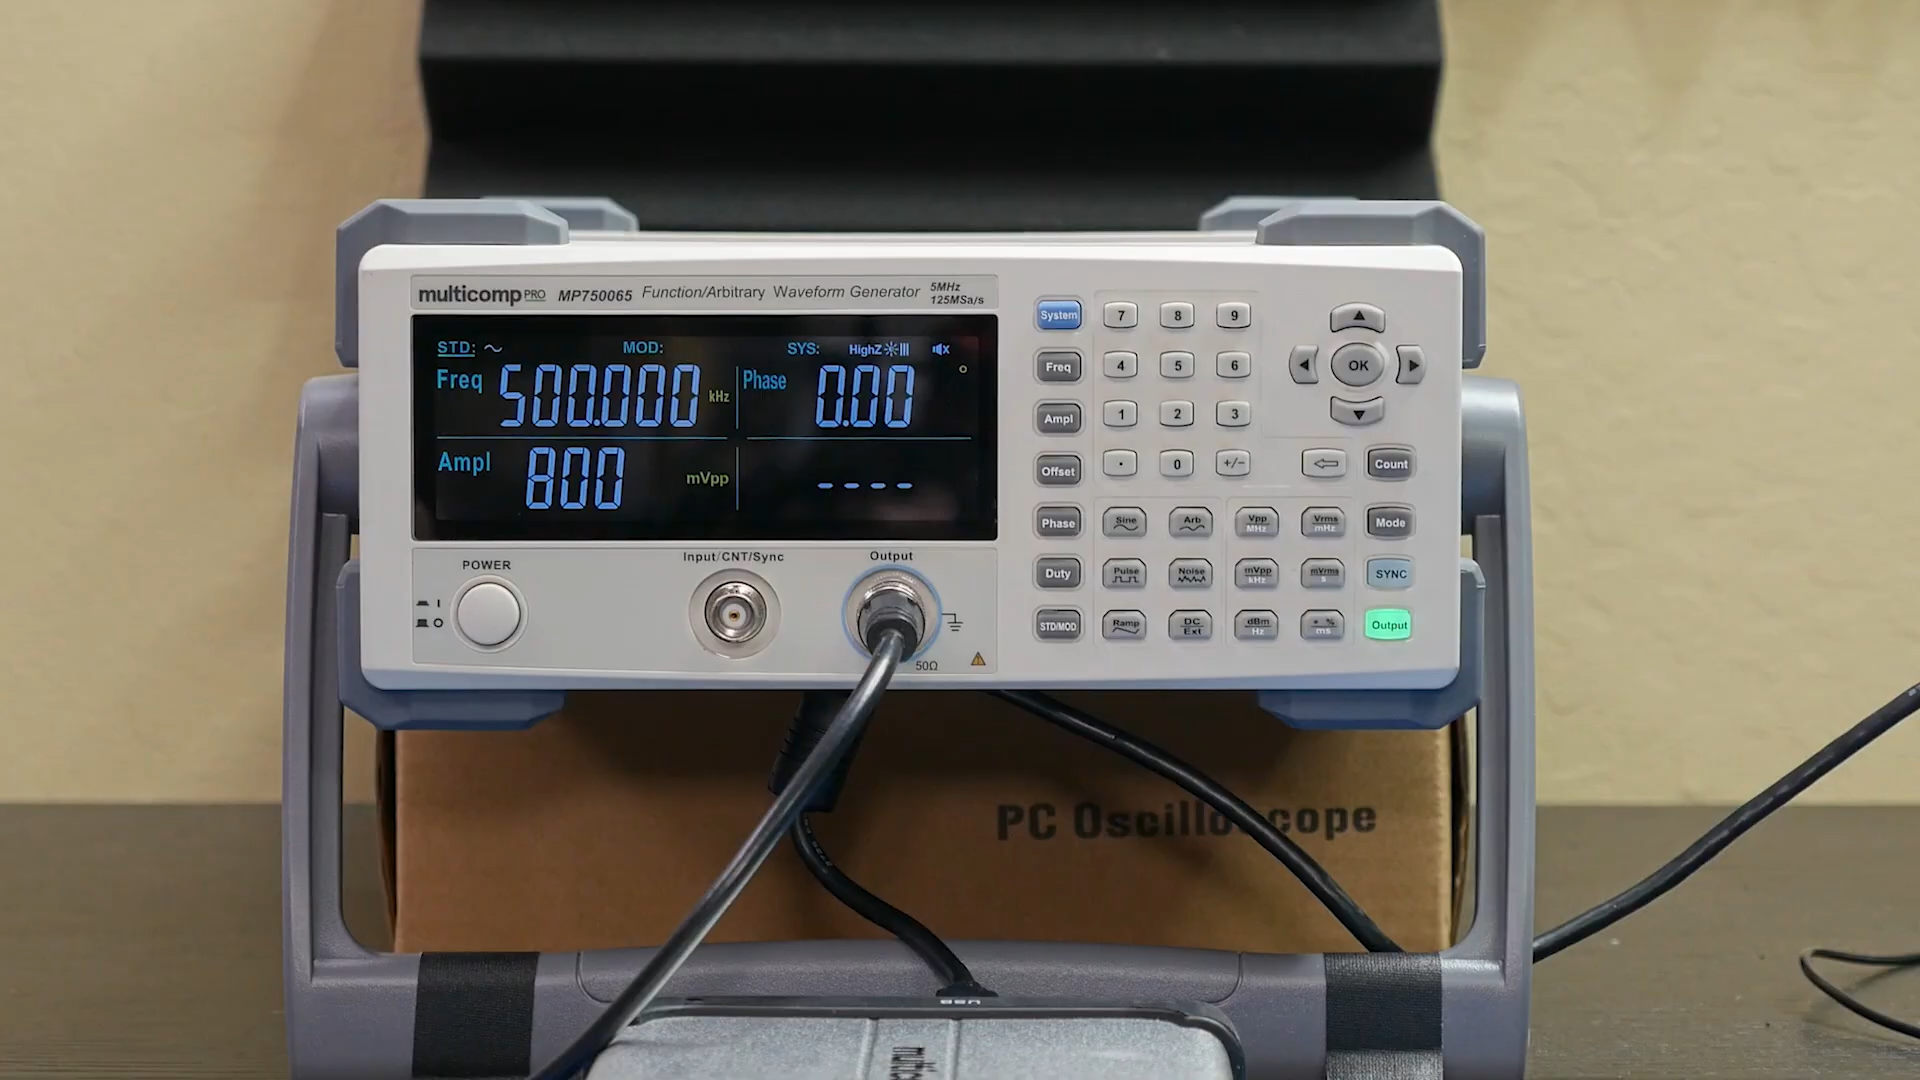 multicomp PRO MP750065 Function/Arbitrary Waveform Generator 5MHz 125MSa/s
STD: MOD: SYS: HighZ
Freq 500.000 kHz Phase 0.00 °
Ampl 800 mVpp ----
POWER
I
O
Input/CNT/Sync
Output
50Ω
System 7 8 9
Freq 4 5 6 OK
Ampl 1 2 3
Offset . 0 +/- Count
Phase Sine Arb Vpp MHz Vrms mHz Mode
Duty Pulse Noise mVpp kHz mVrms s SYNC
STD/MOD Ramp DC Ext dBm Hz ° % ms Output
PC Oscilloscope
USB